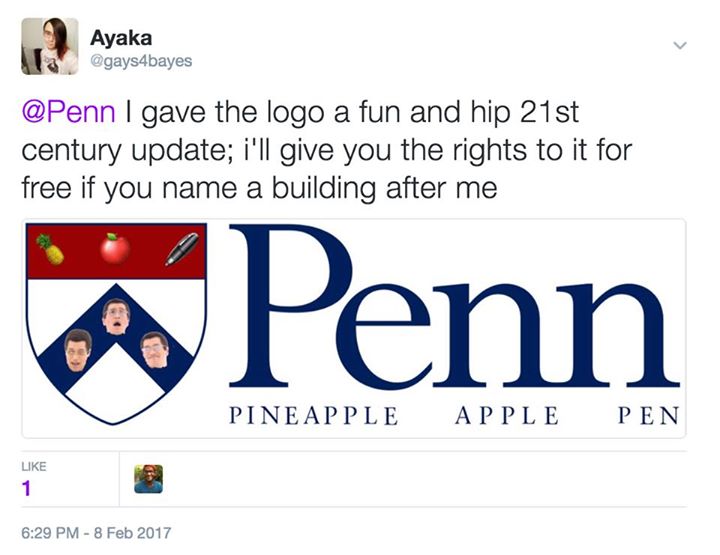 Ayaka
@gays4bayes
@Penn I gave the logo a fun and hip 21st
century update; i'll give you the rights to it for
free if you name a building after me
Penn
PINEAPPLE APPLE PEN
LIKE
1
6:29 PM - 8 Feb 2017